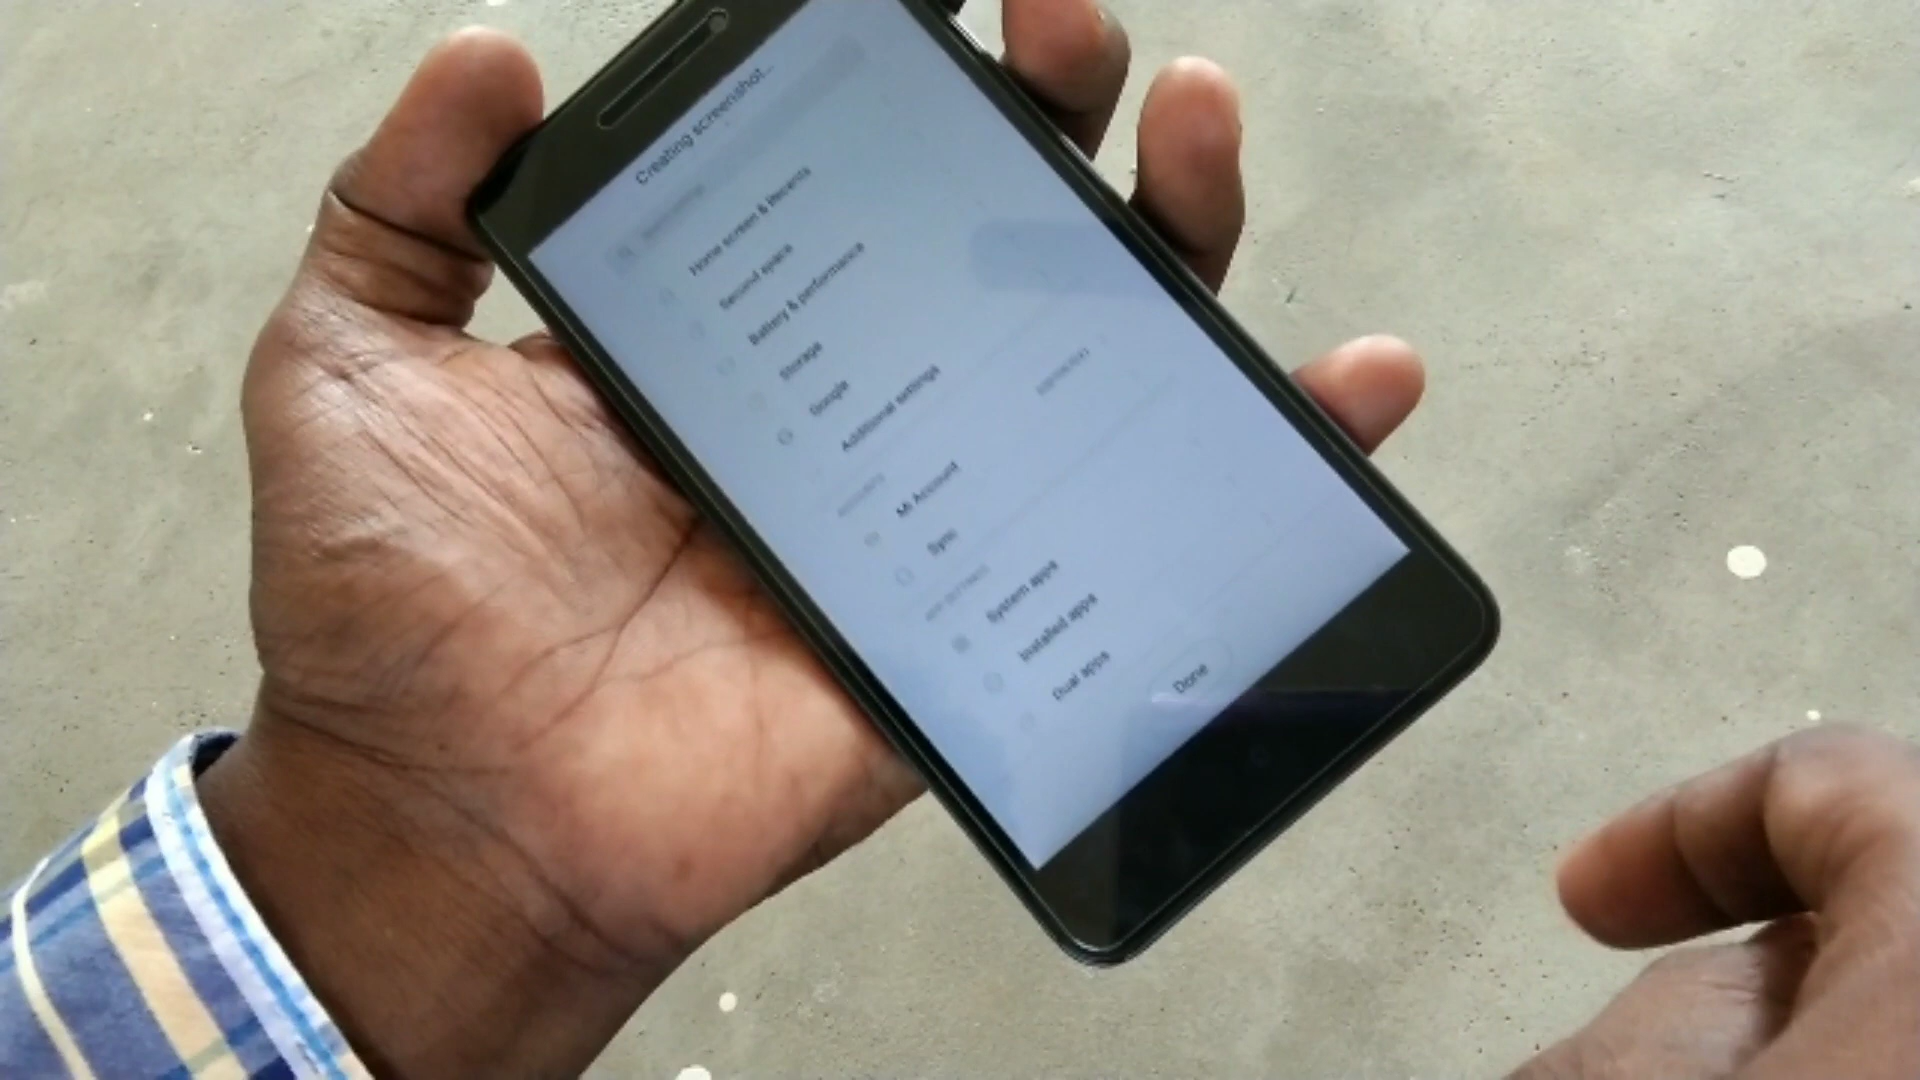 Creating screenshot...
Home screen & Recents
Second space
Battery & performance
Storage
Google
Additional settings
ACCOUNTS
Mi Account
Sync
APP SETTINGS
System apps
Installed apps
Dual apps
Done